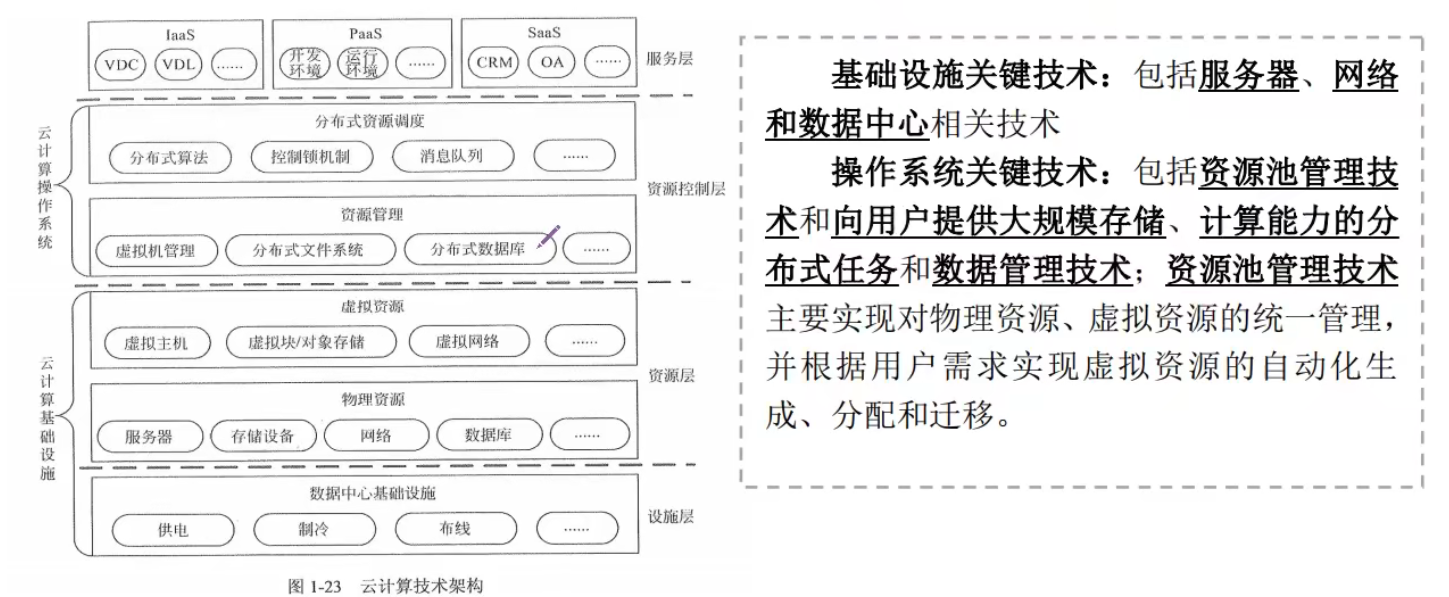 IaaS
VDC VDL ……
PaaS
开发环境 运行环境 ……
SaaS
CRM OA ……
服务层
云计算操作系统
分布式资源调度
分布式算法 控制锁机制 消息队列 ……
资源控制层
资源管理
虚拟机管理 分布式文件系统 分布式数据库 ……
云计算基础设施
虚拟资源
虚拟主机 虚拟块/对象存储 虚拟网络 ……
资源层
物理资源
服务器 存储设备 网络 数据库 ……
数据中心基础设施
供电 制冷 布线 ……
设施层
图 1-23 云计算技术架构
基础设施关键技术：包括服务器、网络
和数据中心相关技术
操作系统关键技术：包括资源池管理技
术和向用户提供大规模存储、计算能力的分
布式任务和数据管理技术；资源池管理技术
主要实现对物理资源、虚拟资源的统一管理，
并根据用户需求实现虚拟资源的自动化生
成、分配和迁移。